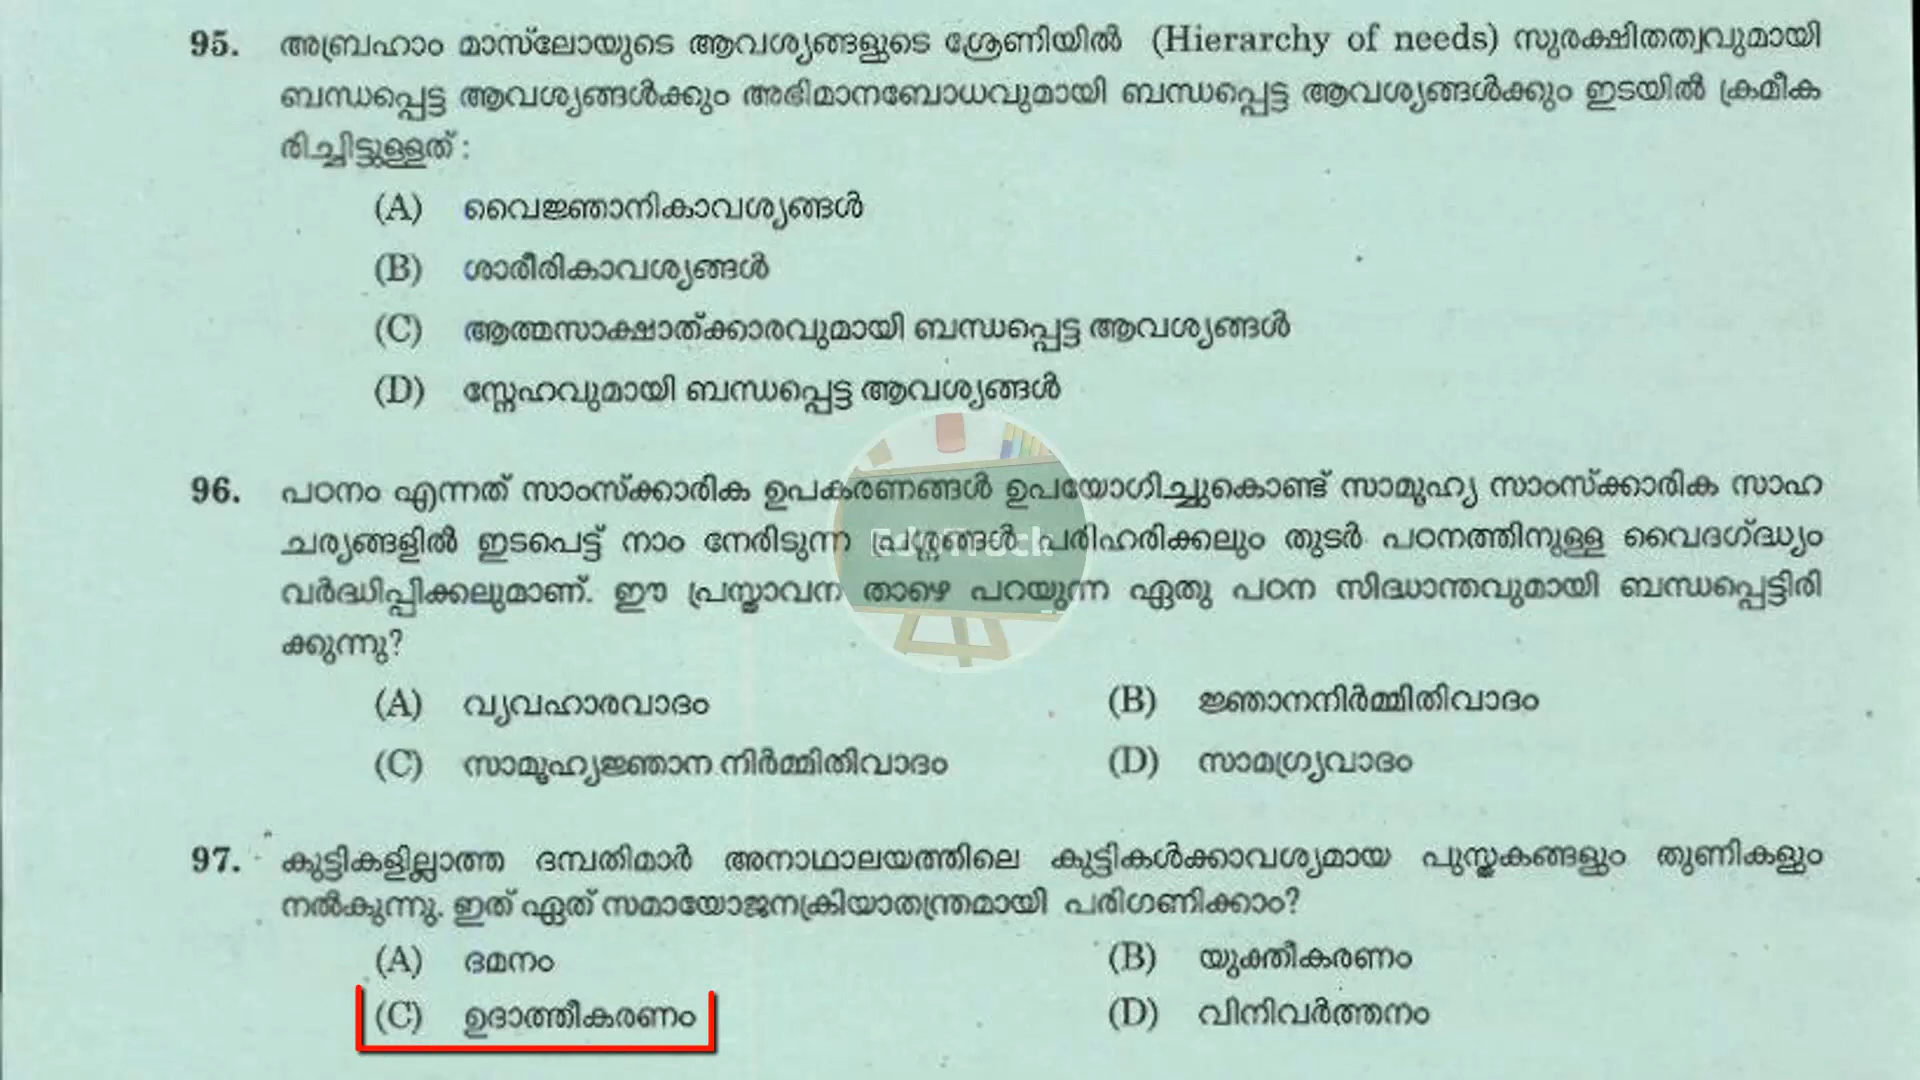 95. അബ്രഹാം മാസ്‌ലോയുടെ ആവശ്യങ്ങളുടെ ശ്രേണിയിൽ (Hierarchy of needs) സുരക്ഷിതത്വവുമായി
ബന്ധപ്പെട്ട ആവശ്യങ്ങൾക്കും അഭിമാനബോധവുമായി ബന്ധപ്പെട്ട ആവശ്യങ്ങൾക്കും ഇടയിൽ ക്രമീക
രിച്ചിട്ടുള്ളത് :
(A) വൈജ്ഞാനികാവശ്യങ്ങൾ
(B) ശാരീരികാവശ്യങ്ങൾ
(C) ആത്മസാക്ഷാത്ക്കാരവുമായി ബന്ധപ്പെട്ട ആവശ്യങ്ങൾ
(D) സ്നേഹവുമായി ബന്ധപ്പെട്ട ആവശ്യങ്ങൾ
96. പഠനം എന്നത് സാംസ്ക്കാരിക ഉപകരണങ്ങൾ ഉപയോഗിച്ചുകൊണ്ട് സാമൂഹ്യ സാംസ്ക്കാരിക സാഹ
ചര്യങ്ങളിൽ ഇടപെട്ട് നാം നേരിടുന്ന പ്രശ്നങ്ങൾ പരിഹരിക്കലും തുടർ പഠനത്തിനുള്ള വൈദഗ്ദ്ധ്യം
വർദ്ധിപ്പിക്കലുമാണ്. ഈ പ്രസ്താവന താഴെ പറയുന്ന ഏതു പഠന സിദ്ധാന്തവുമായി ബന്ധപ്പെട്ടിരി
ക്കുന്നു?
(A) വ്യവഹാരവാദം (B) ജ്ഞാനനിർമ്മിതിവാദം
(C) സാമൂഹ്യജ്ഞാന നിർമ്മിതിവാദം (D) സാമഗ്ര്യവാദം
97. കുട്ടികളില്ലാത്ത ദമ്പതിമാർ അനാഥാലയത്തിലെ കുട്ടികൾക്കാവശ്യമായ പുസ്തകങ്ങളും തുണികളും
നൽകുന്നു. ഇത് ഏത് സമായോജനക്രിയാതന്ത്രമായി പരിഗണിക്കാം?
(A) ദമനം (B) യുക്തീകരണം
(C) ഉദാത്തീകരണം (D) വിനിവർത്തനം